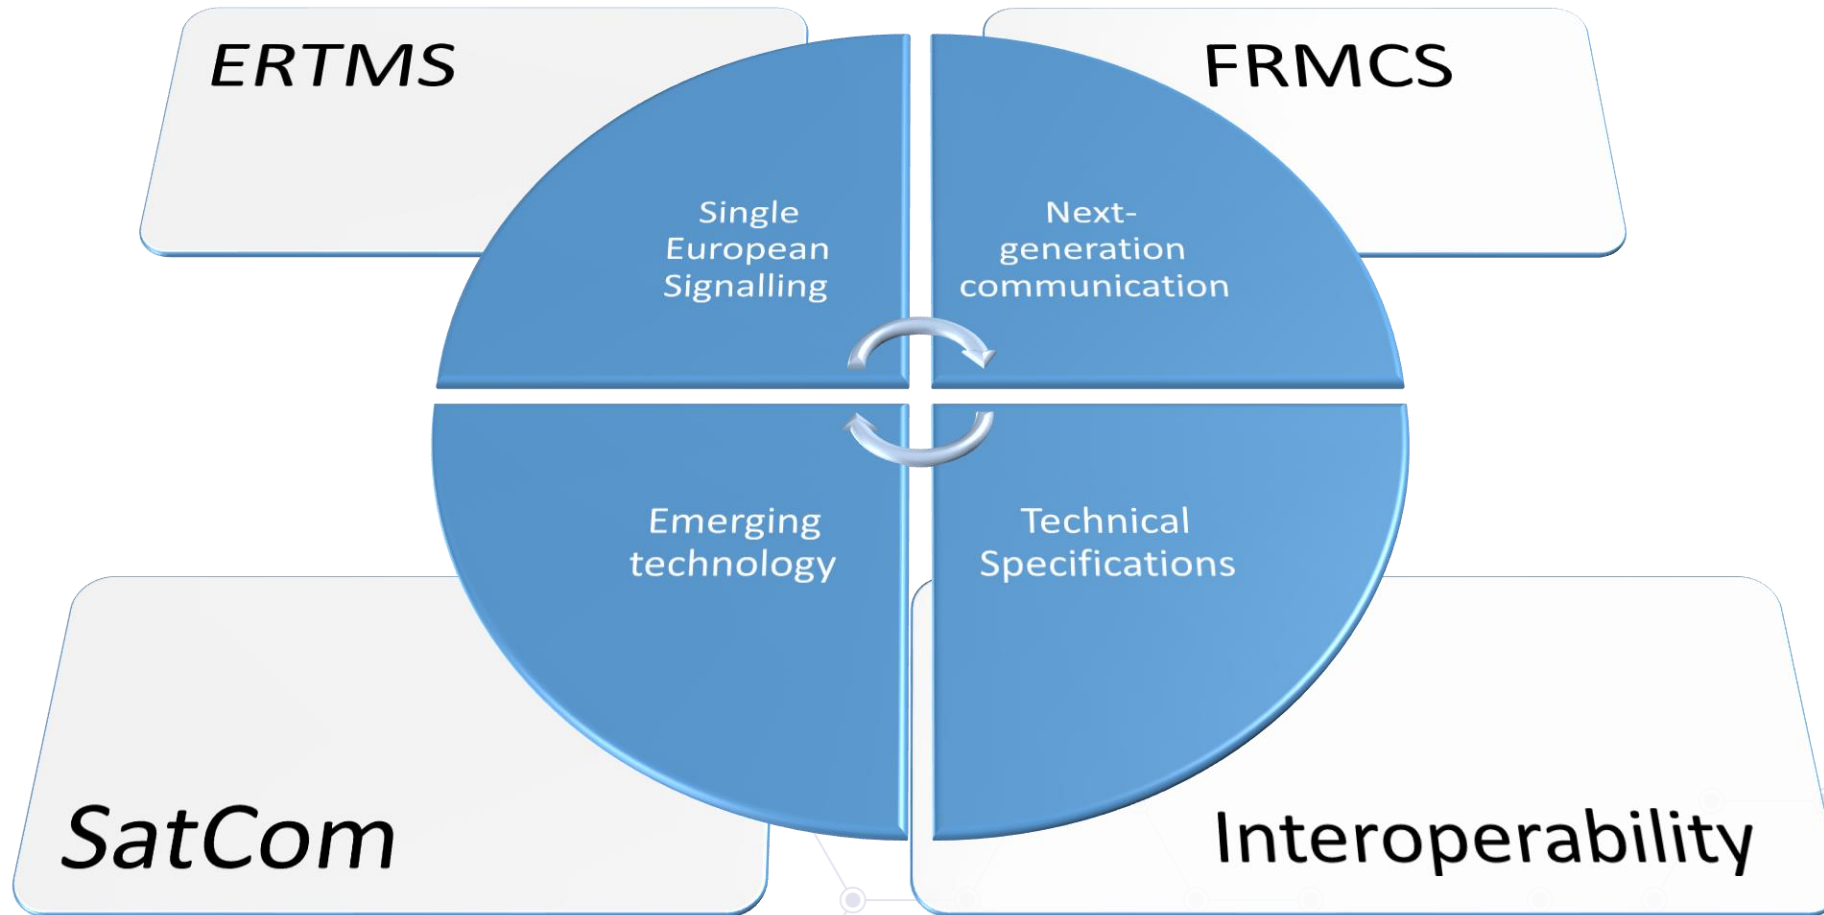 ERTMS
FRMCS
Single
European
Signalling
Next-
generation
communication
Emerging
technology
Technical
Specifications
SatCom
Interoperability